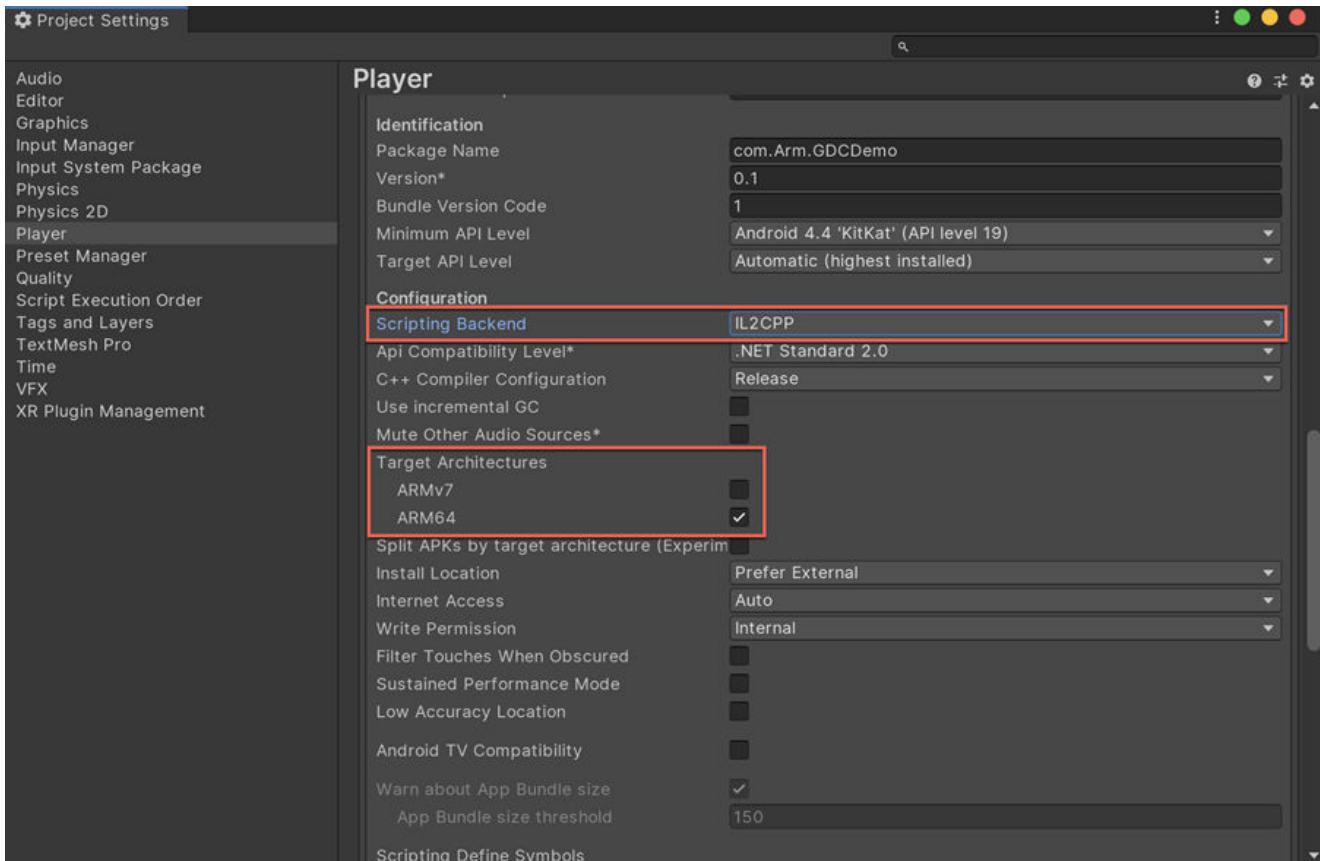 Project Settings
Audio
Editor
Graphics
Input Manager
Input System Package
Physics
Physics 2D
Player
Preset Manager
Quality
Script Execution Order
Tags and Layers
TextMesh Pro
Time
VFX
XR Plugin Management
Player
Identification
Package Name com.Arm.GDCDemo
Version* 0.1
Bundle Version Code 1
Minimum API Level Android 4.4 'KitKat' (API level 19)
Target API Level Automatic (highest installed)
Configuration
Scripting Backend IL2CPP
Api Compatibility Level* .NET Standard 2.0
C++ Compiler Configuration Release
Use incremental GC
Mute Other Audio Sources*
Target Architectures
ARMv7
ARM64
Split APKs by target architecture (Experim
Install Location Prefer External
Internet Access Auto
Write Permission Internal
Filter Touches When Obscured
Sustained Performance Mode
Low Accuracy Location
Android TV Compatibility
Warn about App Bundle size
App Bundle size threshold 150
Scripting Define Symbols